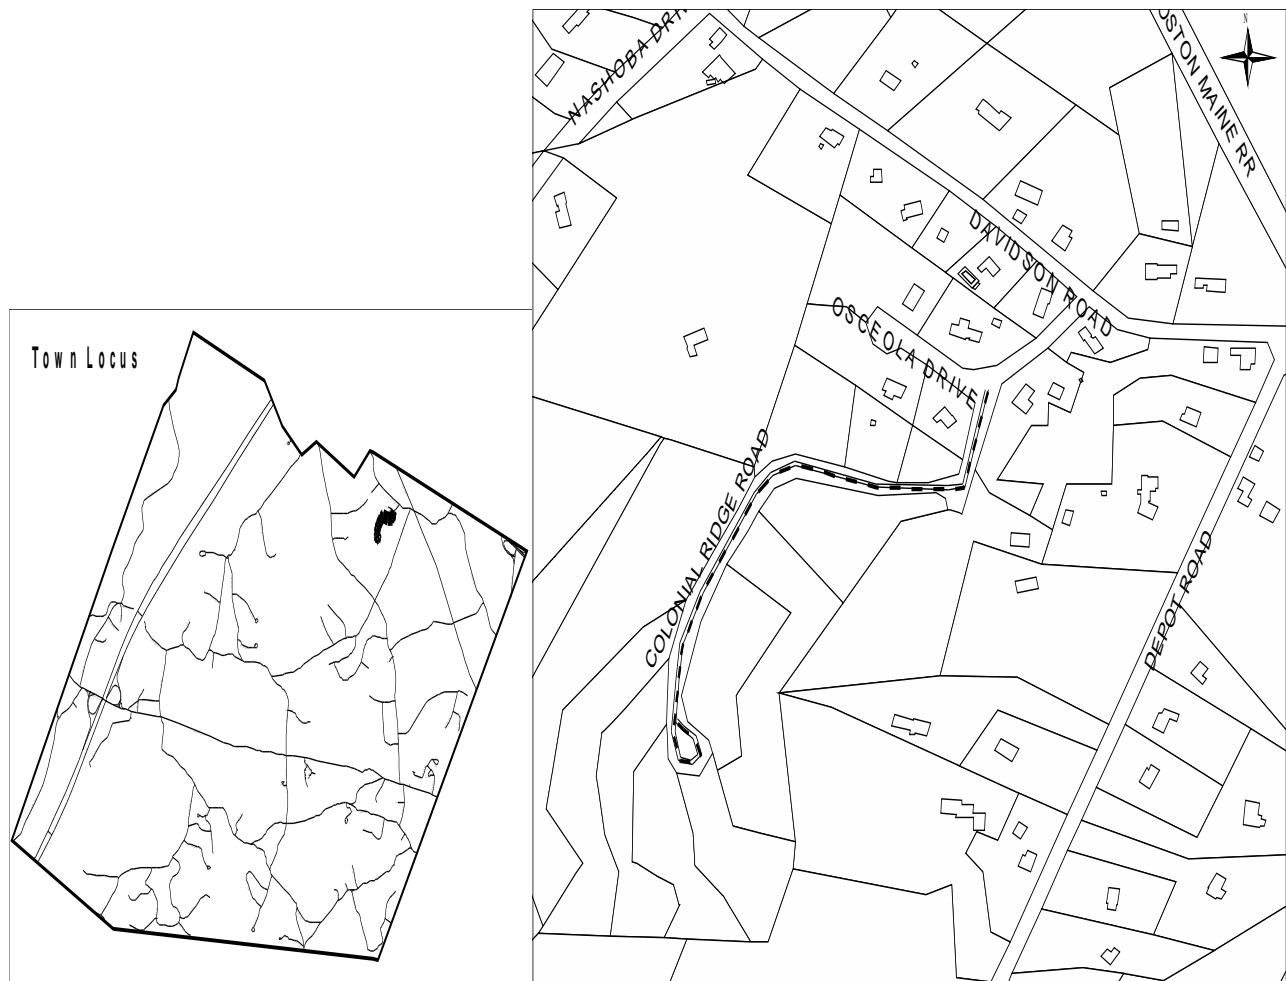 NASHOBA DRI
OSTON MAINE RR
N
DAVIDSON ROAD
OSCEOLA DRIVE
Town Locus
COLONIAL RIDGE ROAD
DEPOT ROAD